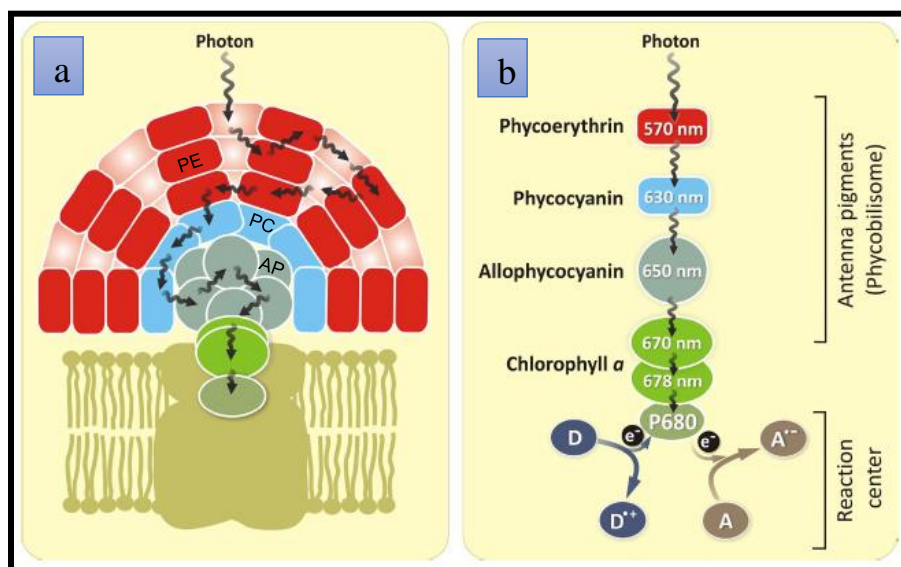 a
Photon
PE
PC
AP
b
Photon
Phycoerythrin
570 nm
Phycocyanin
630 nm
Allophycocyanin
650 nm
Chlorophyll a
670 nm
678 nm
P680
D
e⁻
e⁻
A•−
D•+
A
Antenna pigments
(Phycobilisome)
Reaction
center